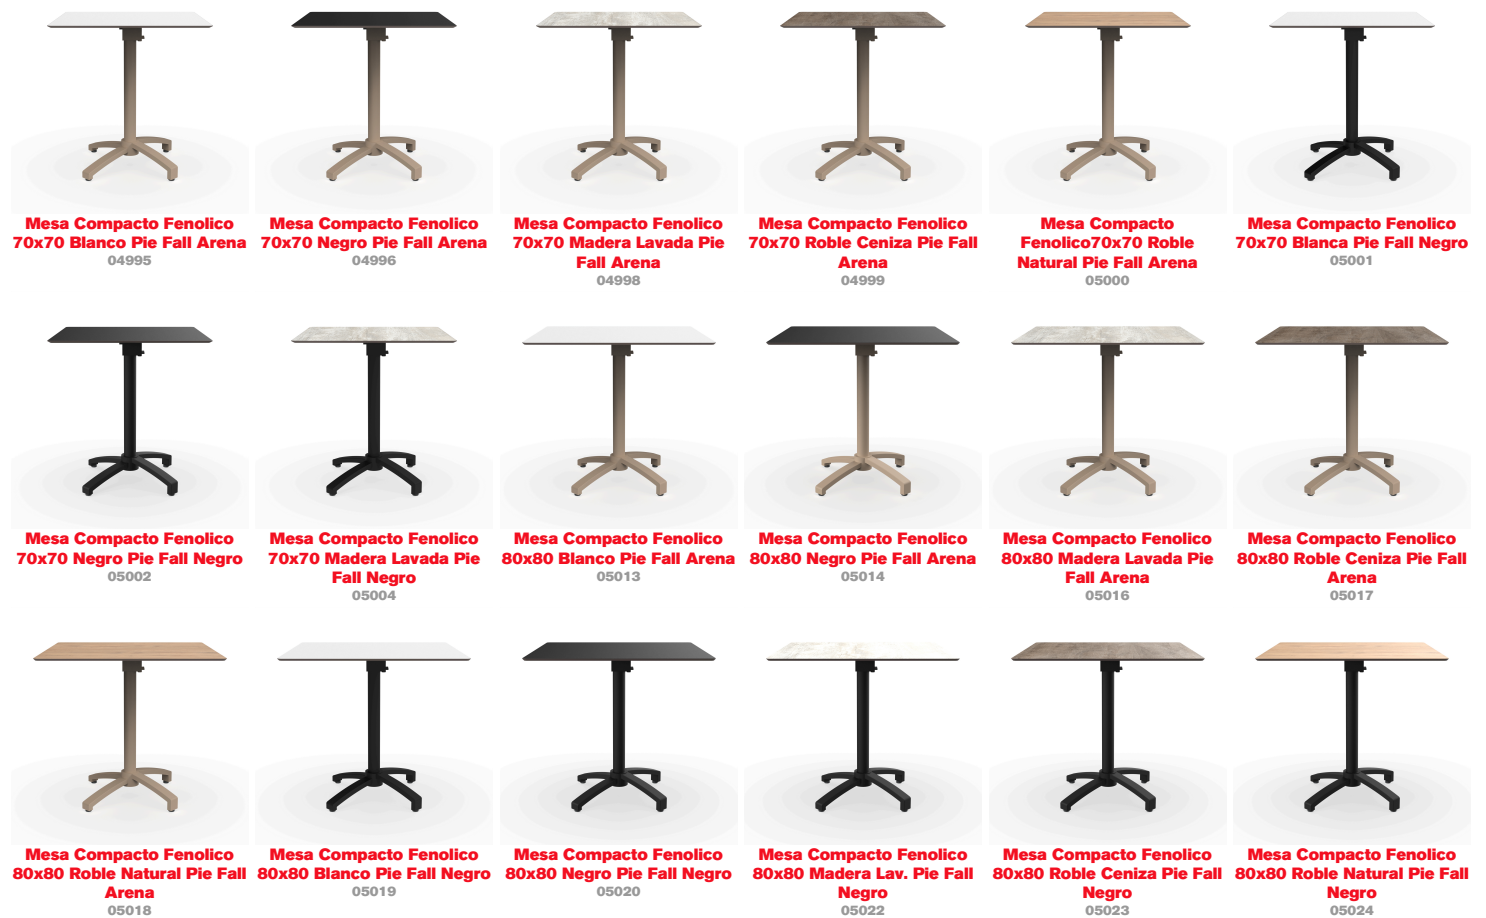 Mesa Compacto Fenolico
70x70 Blanco Pie Fall Arena
04995
Mesa Compacto Fenolico
70x70 Negro Pie Fall Arena
04996
Mesa Compacto Fenolico
70x70 Madera Lavada Pie
Fall Arena
04998
Mesa Compacto Fenolico
70x70 Roble Ceniza Pie Fall
Arena
04999
Mesa Compacto
Fenolico70x70 Roble
Natural Pie Fall Arena
05000
Mesa Compacto Fenolico
70x70 Blanca Pie Fall Negro
05001
Mesa Compacto Fenolico
70x70 Negro Pie Fall Negro
05002
Mesa Compacto Fenolico
70x70 Madera Lavada Pie
Fall Negro
05004
Mesa Compacto Fenolico
80x80 Blanco Pie Fall Arena
05013
Mesa Compacto Fenolico
80x80 Negro Pie Fall Arena
05014
Mesa Compacto Fenolico
80x80 Madera Lavada Pie
Fall Arena
05016
Mesa Compacto Fenolico
80x80 Roble Ceniza Pie Fall
Arena
05017
Mesa Compacto Fenolico
80x80 Roble Natural Pie Fall
Arena
05018
Mesa Compacto Fenolico
80x80 Blanco Pie Fall Negro
05019
Mesa Compacto Fenolico
80x80 Negro Pie Fall Negro
05020
Mesa Compacto Fenolico
80x80 Madera Lav. Pie Fall
Negro
05022
Mesa Compacto Fenolico
80x80 Roble Ceniza Pie Fall
Negro
05023
Mesa Compacto Fenolico
80x80 Roble Natural Pie Fall
Negro
05024